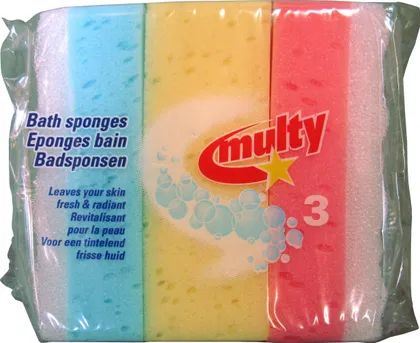 Bath sponges
Eponges bain
Badsponsen
multy
Leaves your skin
fresh & radiant
Revitalisant
pour la peau
Voor een tintelend
frisse huid
3